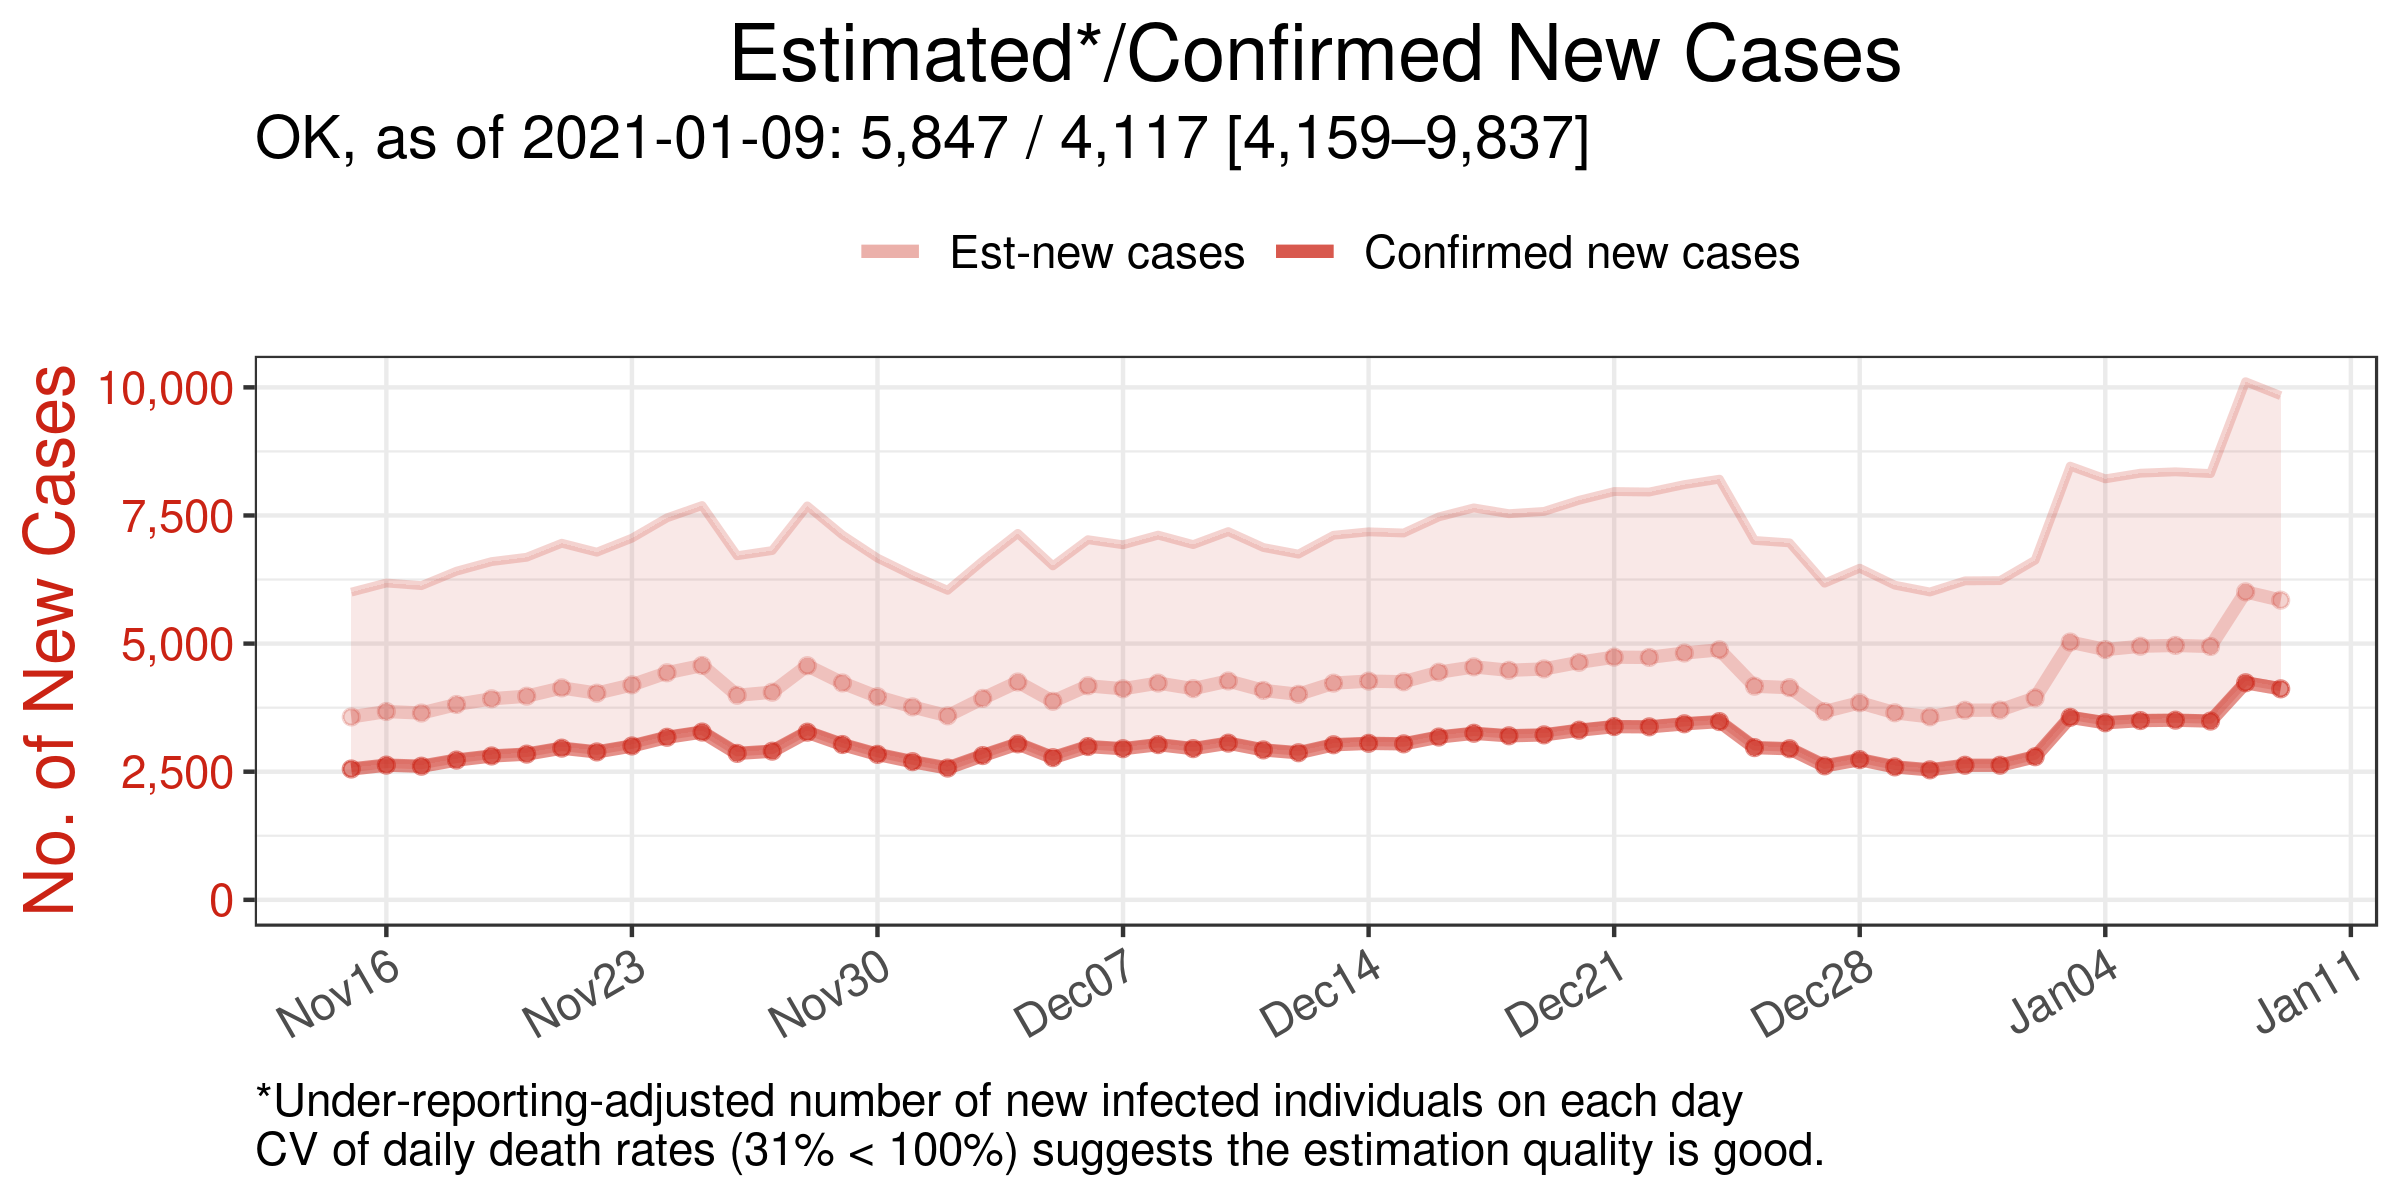 Estimated*/Confirmed New Cases
OK, as of 2021-01-09: 5,847 / 4,117 [4,159–9,837]
Est-new cases
Confirmed new cases
No. of New Cases
10,000
7,500
5,000
2,500
0
Nov16
Nov23
Nov30
Dec07
Dec14
Dec21
Dec28
Jan04
Jan11
*Under-reporting-adjusted number of new infected individuals on each day
CV of daily death rates (31% < 100%) suggests the estimation quality is good.